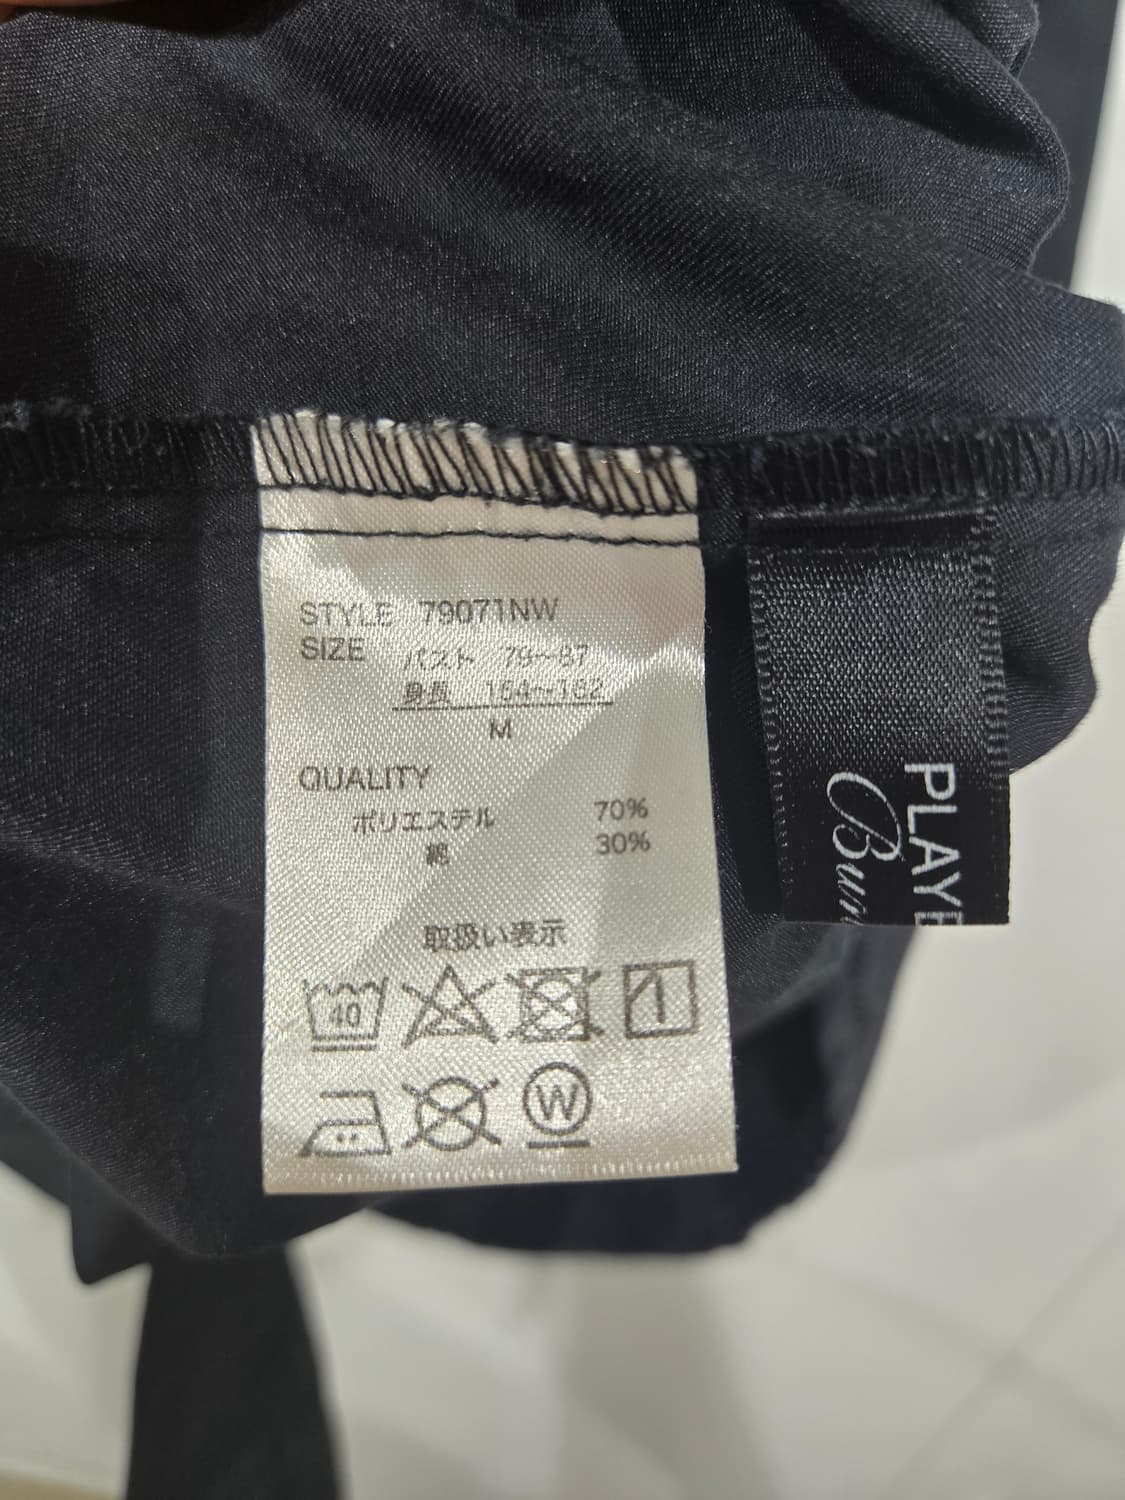 STYLE 79071NW
SIZE バスト 79~87
身長 154~162
M
QUALITY
ポリエステル 70%
綿 30%
取扱い表示
40
W
PLAY
Bun